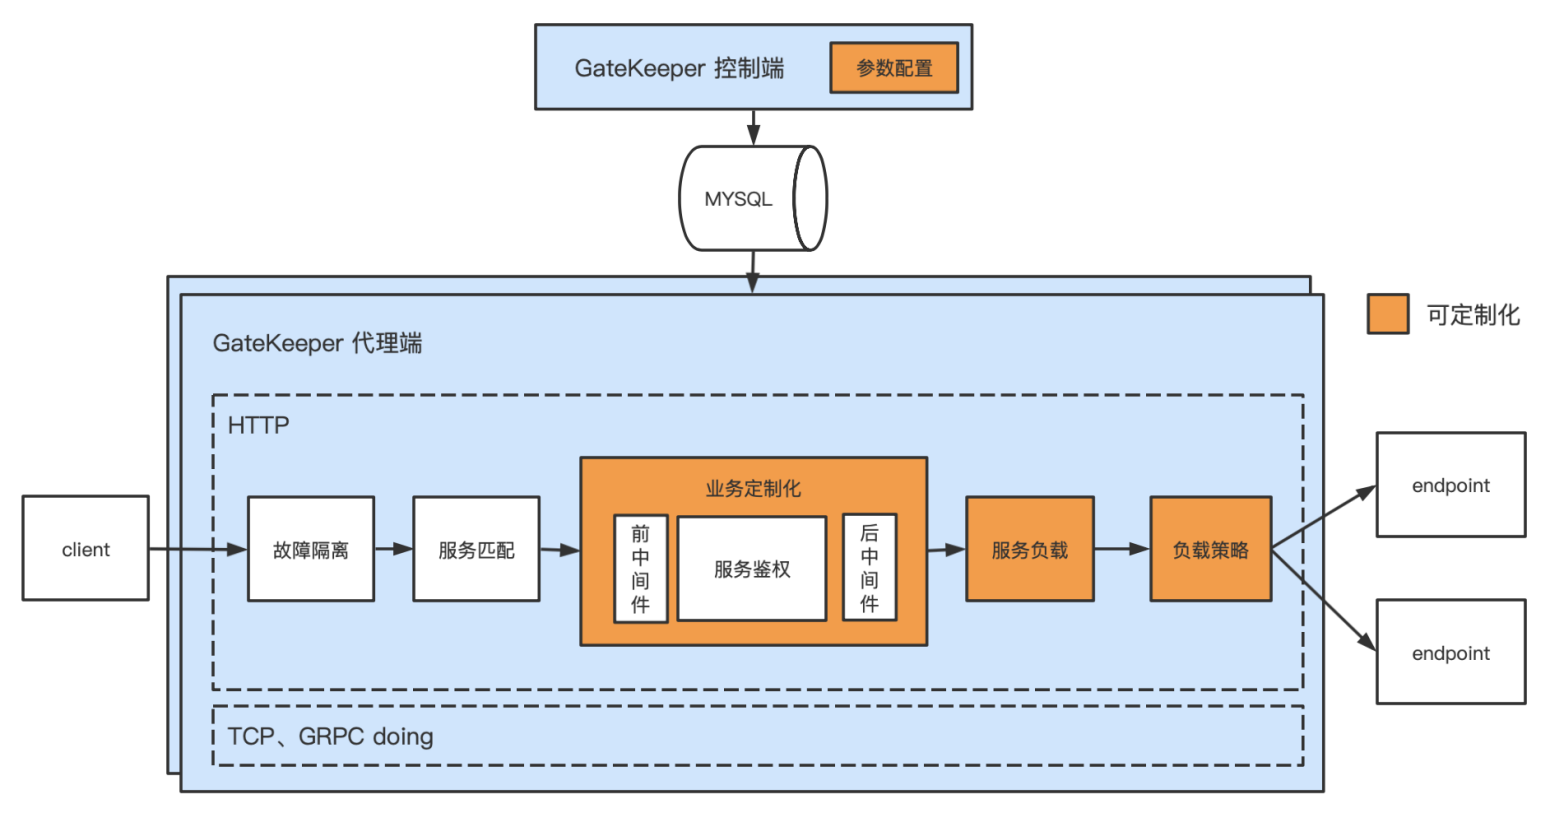 GateKeeper 控制端
参数配置
MYSQL
可定制化
GateKeeper 代理端
HTTP
client
故障隔离
服务匹配
业务定制化
前中间件
服务鉴权
后中间件
服务负载
负载策略
endpoint
endpoint
TCP、GRPC doing